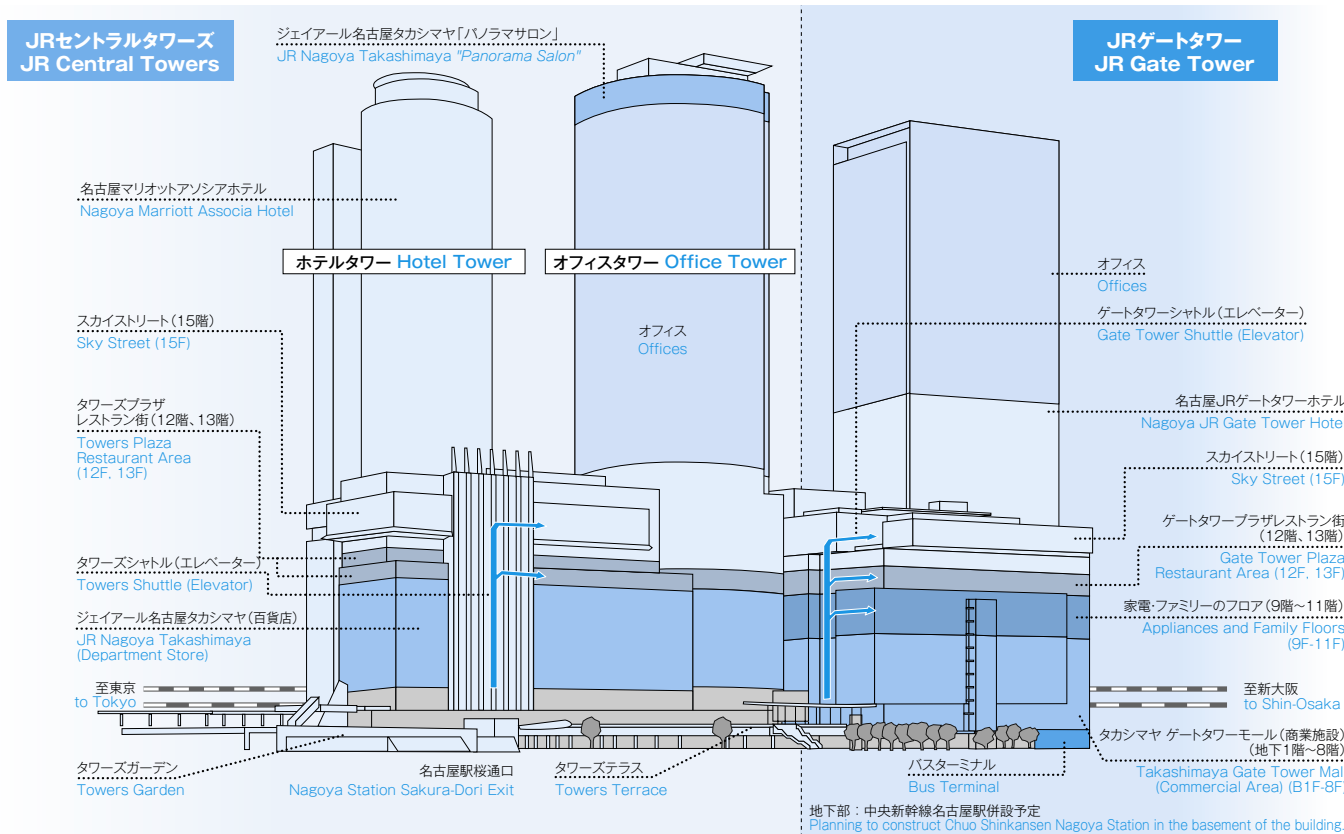 JRセントラルタワーズ
JR Central Towers
ジェイアール名古屋タカシマヤ「パノラマサロン」
JR Nagoya Takashimaya "Panorama Salon"
JRゲートタワー
JR Gate Tower
名古屋マリオットアソシアホテル
Nagoya Marriott Associa Hotel
ホテルタワー Hotel Tower
オフィスタワー Office Tower
オフィス
Offices
スカイストリート(15階)
Sky Street (15F)
タワーズプラザ
レストラン街(12階、13階)
Towers Plaza
Restaurant Area
(12F, 13F)
タワーズシャトル(エレベーター)
Towers Shuttle (Elevator)
ジェイアール名古屋タカシマヤ(百貨店)
JR Nagoya Takashimaya
(Department Store)
至東京
to Tokyo
タワーズガーデン
Towers Garden
名古屋駅桜通口
Nagoya Station Sakura-Dori Exit
タワーズテラス
Towers Terrace
オフィス
Offices
ゲートタワーシャトル(エレベーター)
Gate Tower Shuttle (Elevator)
名古屋JRゲートタワーホテル
Nagoya JR Gate Tower Hote
スカイストリート(15階)
Sky Street (15F)
ゲートタワープラザレストラン街
(12階、13階)
Gate Tower Plaza
Restaurant Area (12F, 13F)
家電・ファミリーのフロア(9階〜11階)
Appliances and Family Floors
(9F-11F)
至新大阪
to Shin-Osaka
タカシマヤ ゲートタワーモール(商業施設)
(地下1階〜8階)
Takashimaya Gate Tower Mal
(Commercial Area) (B1F-8F)
バスターミナル
Bus Terminal
地下部：中央新幹線名古屋駅併設予定
Planning to construct Chuo Shinkansen Nagoya Station in the basement of the building.